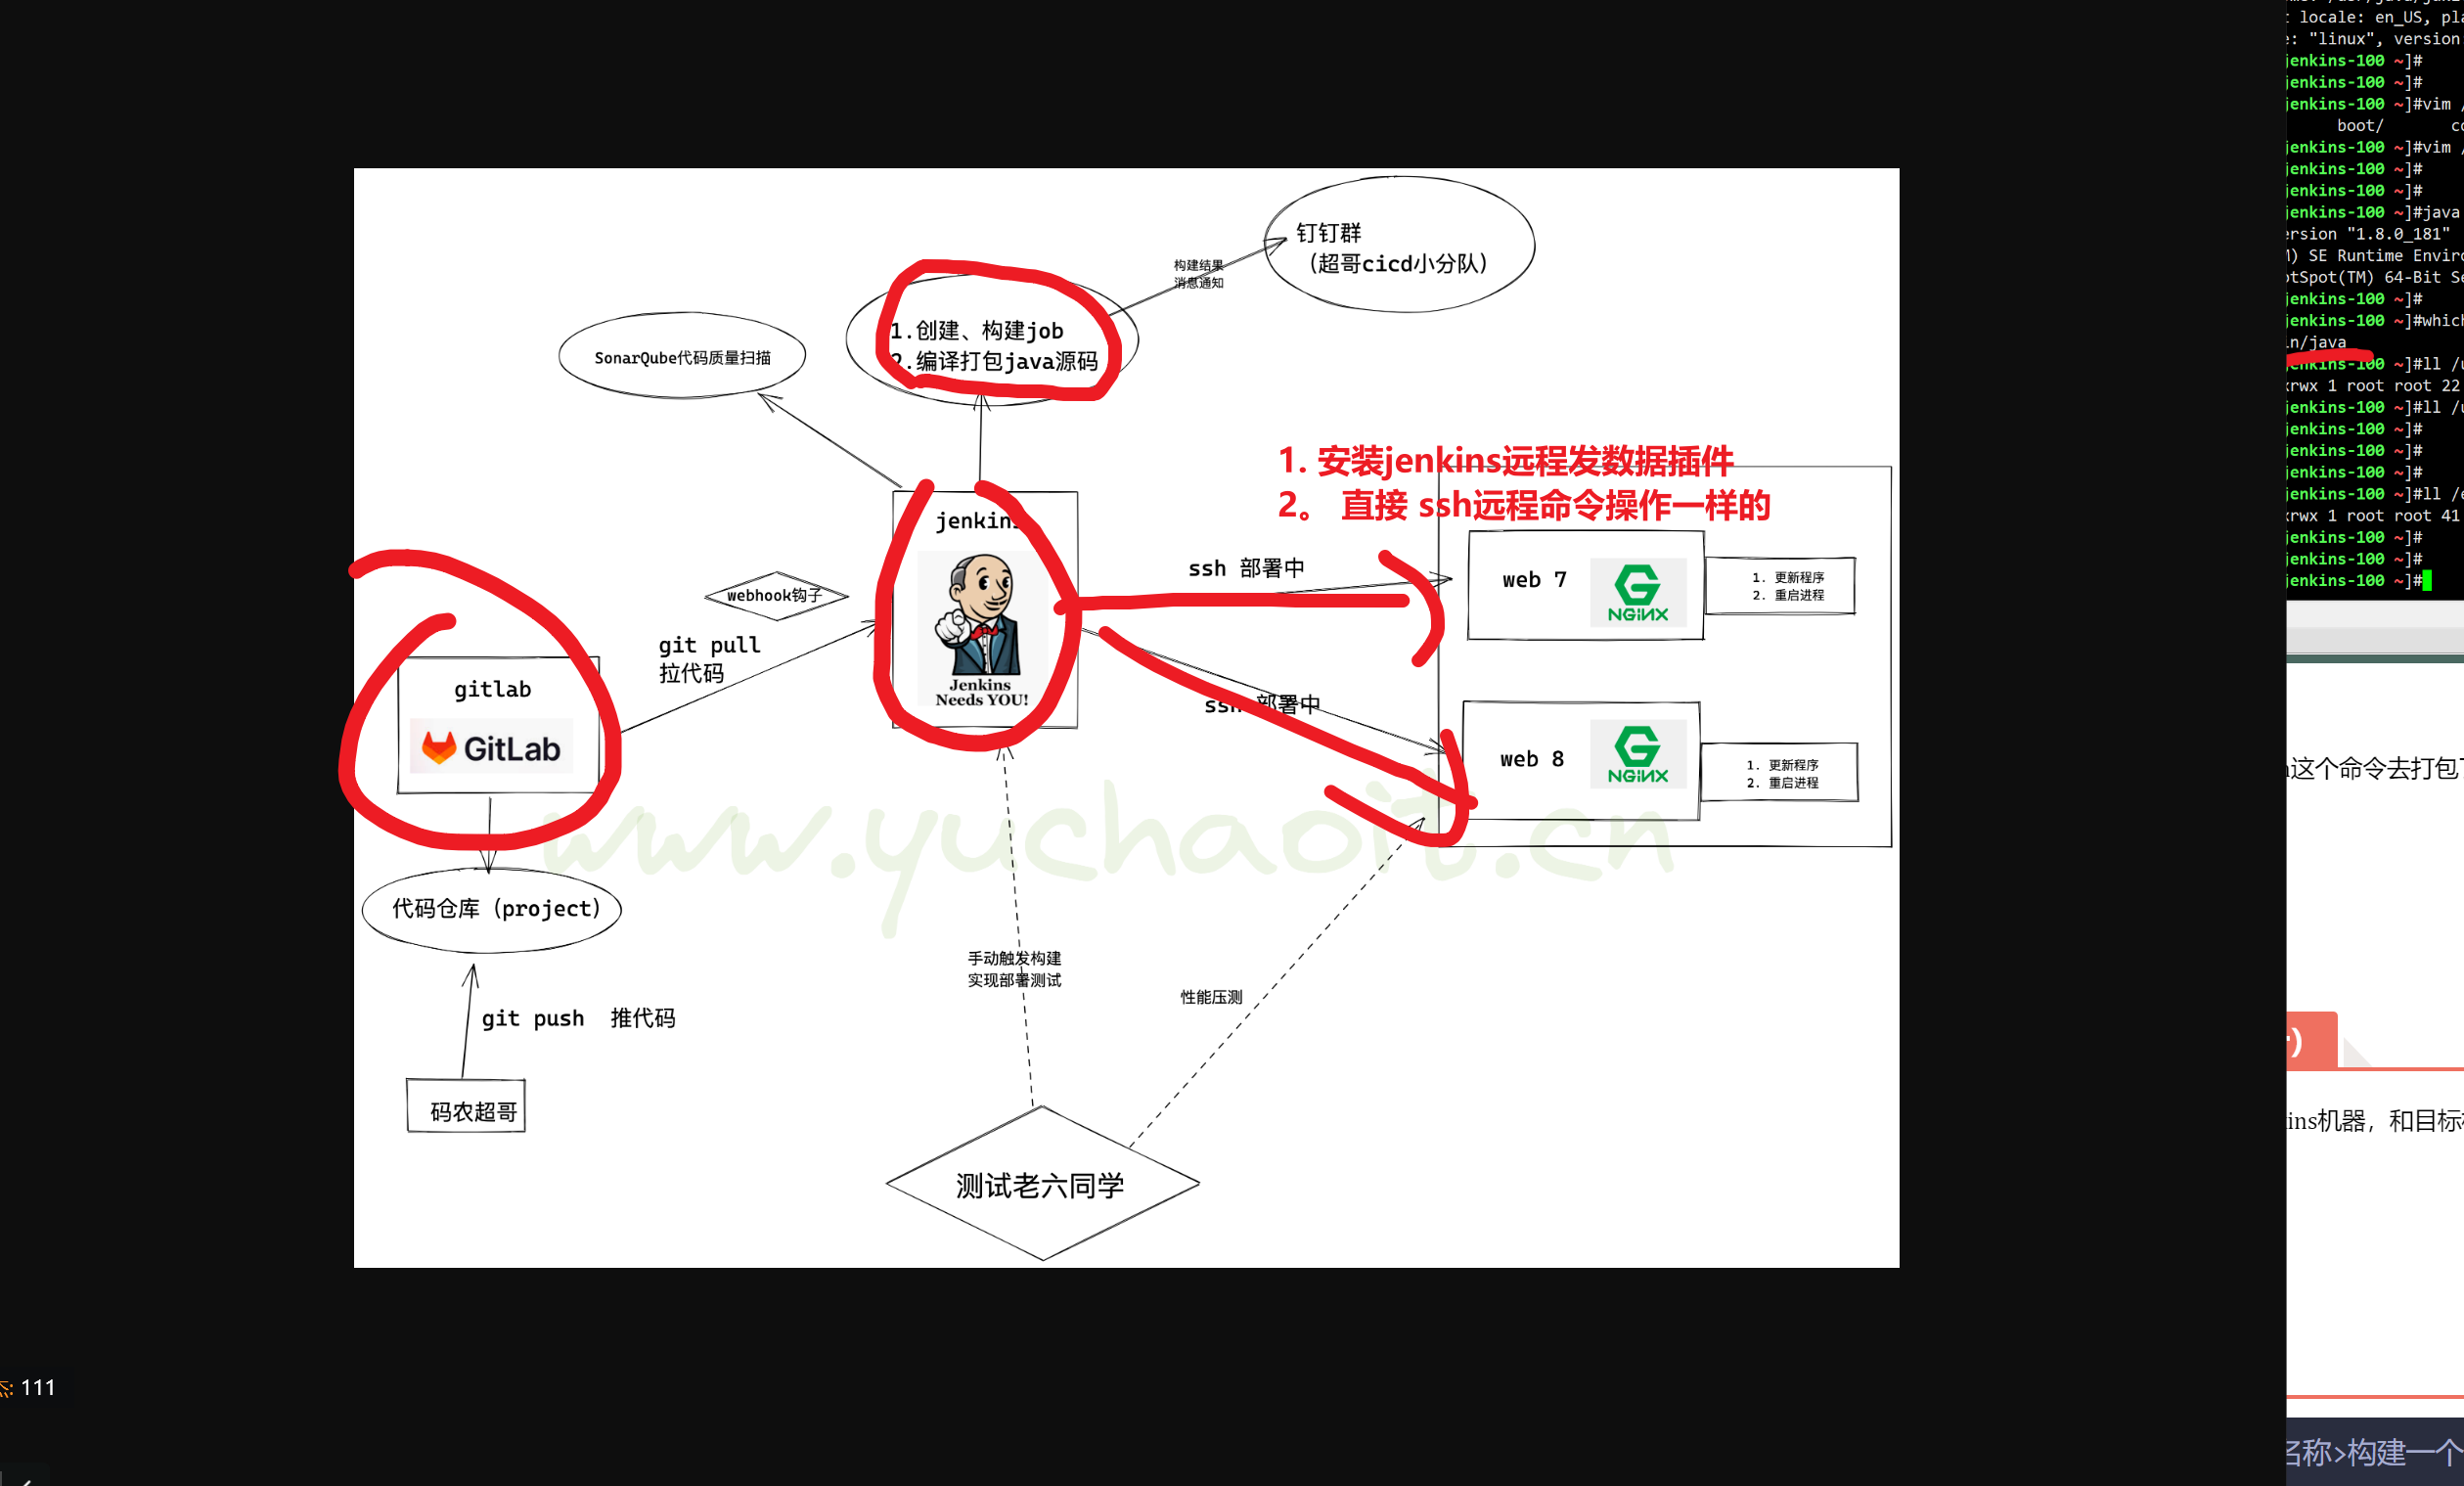 钉钉群
（超哥cicd小分队）
构建结果
消息通知
1.创建、构建job
2.编译打包java源码
SonarQube代码质量扫描
1. 安装jenkins远程发数据插件
2。 直接 ssh远程命令操作一样的
jenkins
Jenkins
Needs YOU!
webhook钩子
git pull
拉代码
ssh 部署中
web 7
NGINX
1. 更新程序
2. 重启进程
ssh 部署中
web 8
NGINX
1. 更新程序
2. 重启进程
gitlab
GitLab
www.yuchaoit.cn
代码仓库（project）
手动触发构建
实现部署测试
性能压测
git push 推代码
码农超哥
测试老六同学
: 111
locale: en_US, pla
: "linux", version
jenkins-100 ~]#
jenkins-100 ~]#
jenkins-100 ~]#vim /
boot/
jenkins-100 ~]#vim /
jenkins-100 ~]#
jenkins-100 ~]#
jenkins-100 ~]#java
ersion "1.8.0_181"
) SE Runtime Enviro
otSpot(TM) 64-Bit Se
jenkins-100 ~]#
jenkins-100 ~]#which
in/java
jenkins-100 ~]#ll /u
rwx 1 root root 22
jenkins-100 ~]#ll /u
jenkins-100 ~]#
jenkins-100 ~]#
jenkins-100 ~]#
jenkins-100 ~]#ll /e
rwx 1 root root 41
jenkins-100 ~]#
jenkins-100 ~]#
jenkins-100 ~]#
这个命令去打包
)
ins机器，和目标
名称>构建一个